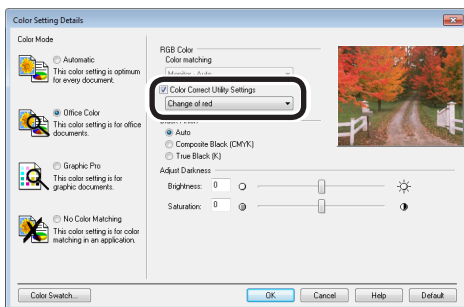 Color Setting Details
Color Mode
Automatic
This color setting is optimum
for every document.
Office Color
This color setting is for office
documents.
Graphic Pro
This color setting is for
graphic documents.
No Color Matching
This color setting is for color
matching in an application.
RGB Color
Color matching
Monitor - Auto
Color Correct Utility Settings
Change of red
Auto
Composite Black (CMYK)
True Black (K)
Adjust Darkness
Brightness: 0
Saturation: 0
Color Swatch...
OK
Cancel
Help
Default